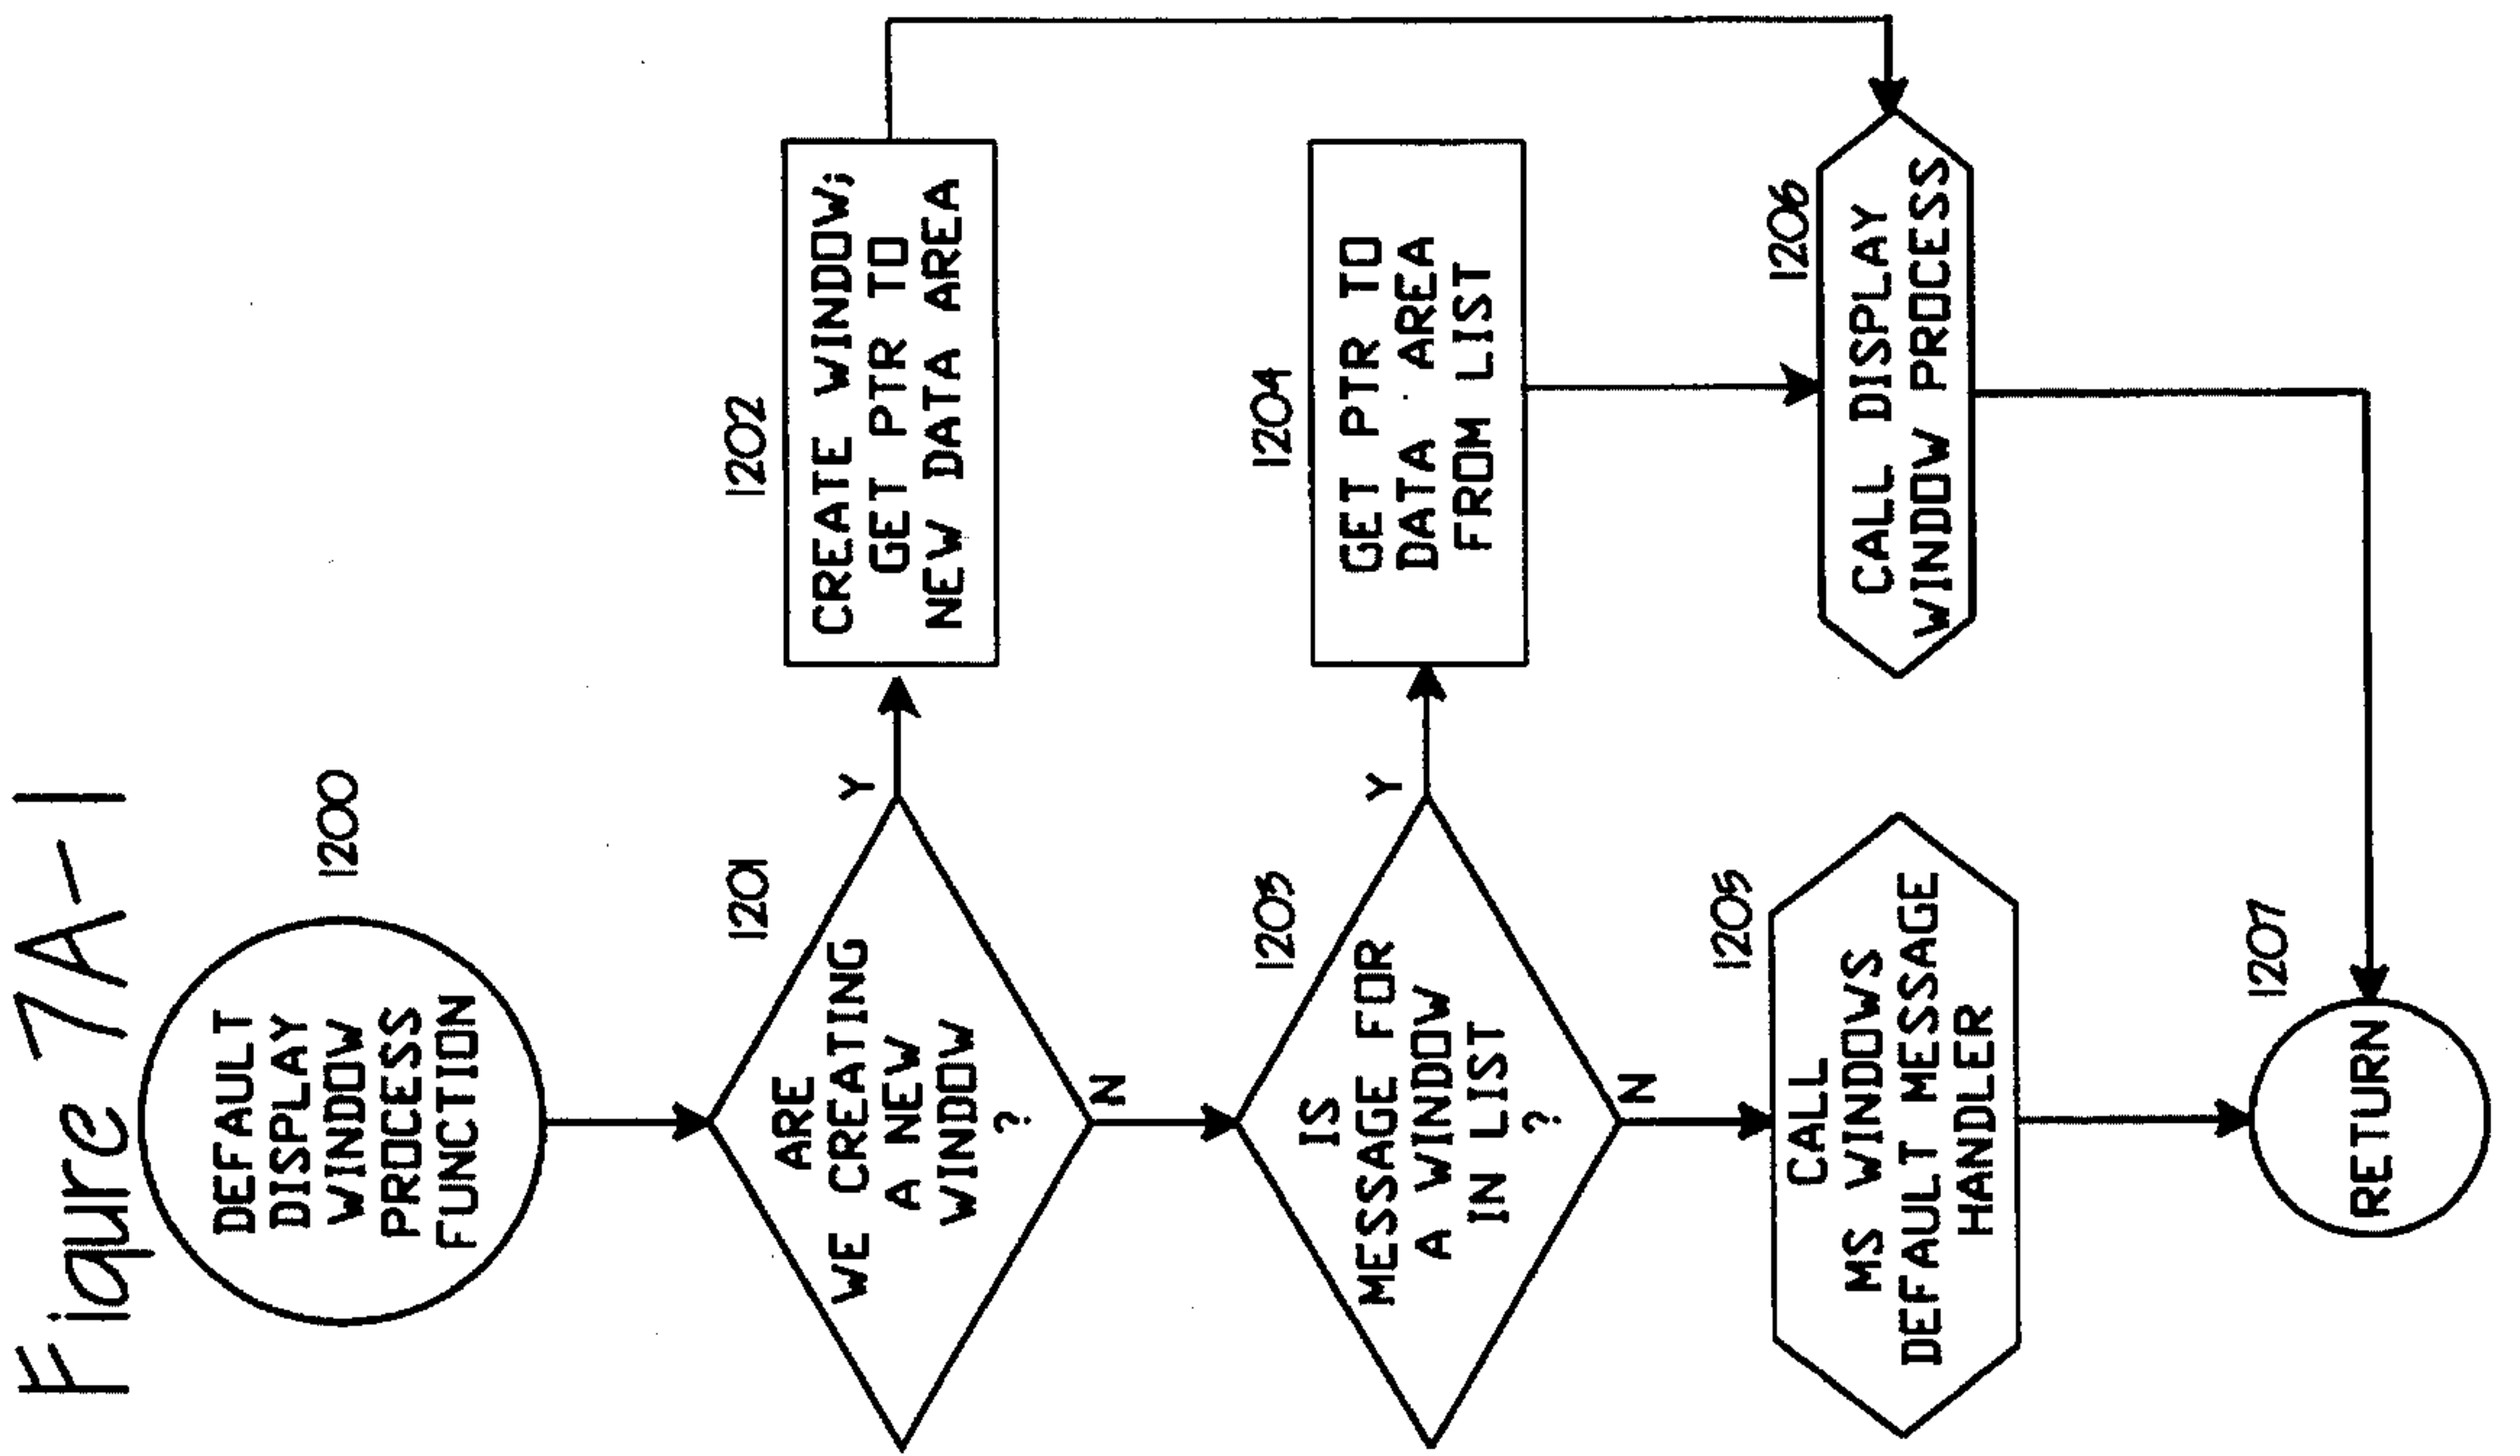 Figure 7A-1
1200
DEFAULT
DISPLAY
WINDOW
PROCESS
FUNCTION
1201
ARE
WE CREATING
A NEW
WINDOW
?
Y
N
1202
CREATE WINDOW;
GET PTR TO
NEW DATA AREA
1203
IS
MESSAGE FOR
A WINDOW
IN LIST
?
Y
N
1204
GET PTR TO
DATA AREA
FROM LIST
1205
CALL
MS WINDOWS
DEFAULT MESSAGE
HANDLER
1206
CALL DISPLAY
WINDOW PROCESS
1207
RETURN